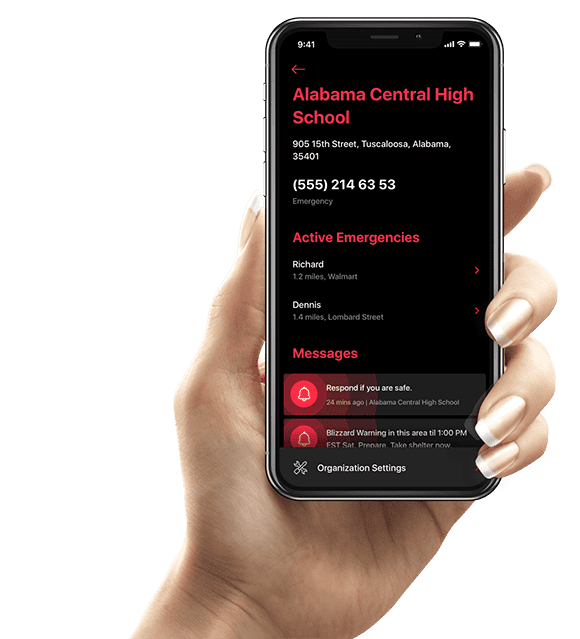 9:41
Alabama Central High
School
905 15th Street, Tuscaloosa, Alabama,
35401
(555) 214 63 53
Emergency
Active Emergencies
Richard
1.2 miles, Walmart
Dennis
1.4 miles, Lombard Street
Messages
Respond if you are safe.
24 mins ago | Alabama Central High School
Blizzard Warning in this area til 1:00 PM
EST Sat. Prepare. Take shelter now.
Organization Settings